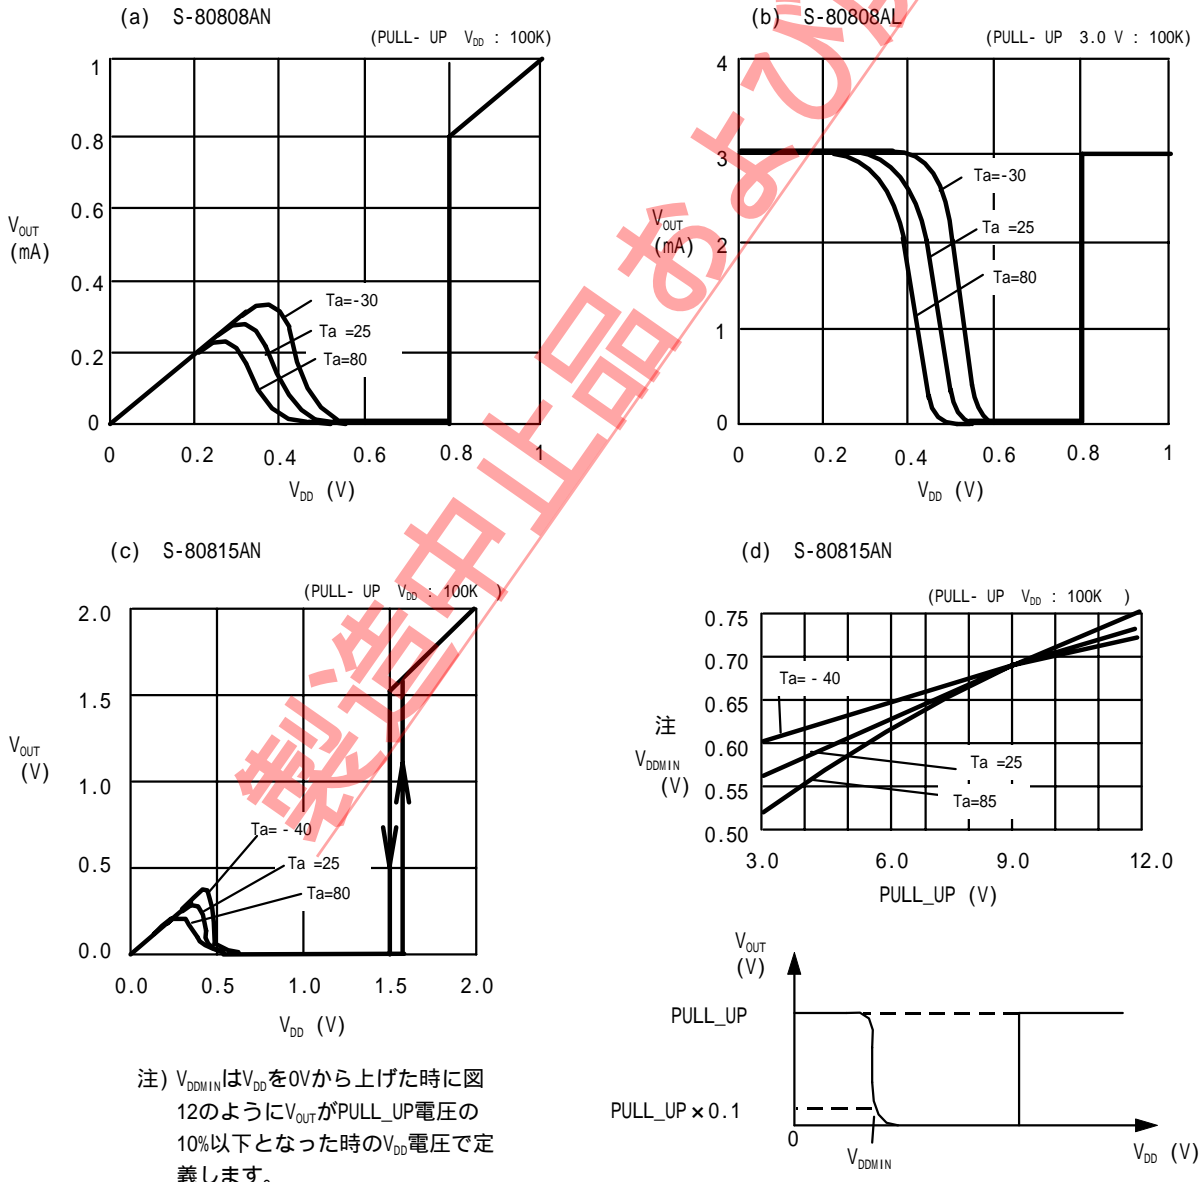 (a) S-80808AN
(PULL- UP VDD : 100K)
1
0.8
0.6
0.4
0.2
0
VOUT
(mA)
Ta=-30
Ta =25
Ta=80
0 0.2 0.4 0.6 0.8 1
VDD (V)
(b) S-80808AL
(PULL- UP 3.0 V : 100K)
4
3
2
1
0
VOUT
(mA)
Ta=-30
Ta =25
Ta=80
0 0.2 0.4 0.6 0.8 1
VDD (V)
(c) S-80815AN
(PULL- UP VDD : 100K )
2.0
1.5
1.0
0.5
0.0
VOUT
(V)
Ta= - 40
Ta =25
Ta=80
0.0 0.5 1.0 1.5 2.0
VDD (V)
(d) S-80815AN
(PULL- UP VDD : 100K )
0.75
0.70
0.65
0.60
0.55
0.50
注
VDDMIN
(V)
Ta= - 40
Ta =25
Ta=85
3.0 6.0 9.0 12.0
PULL_UP (V)
VOUT
(V)
PULL_UP
PULL_UP×0.1
0
VDDMIN
VDD (V)
注) VDDMINはVDDを0Vから上げた時に図
12のようにVOUTがPULL_UP電圧の
10%以下となった時のVDD電圧で定
義します。
製造中止品および